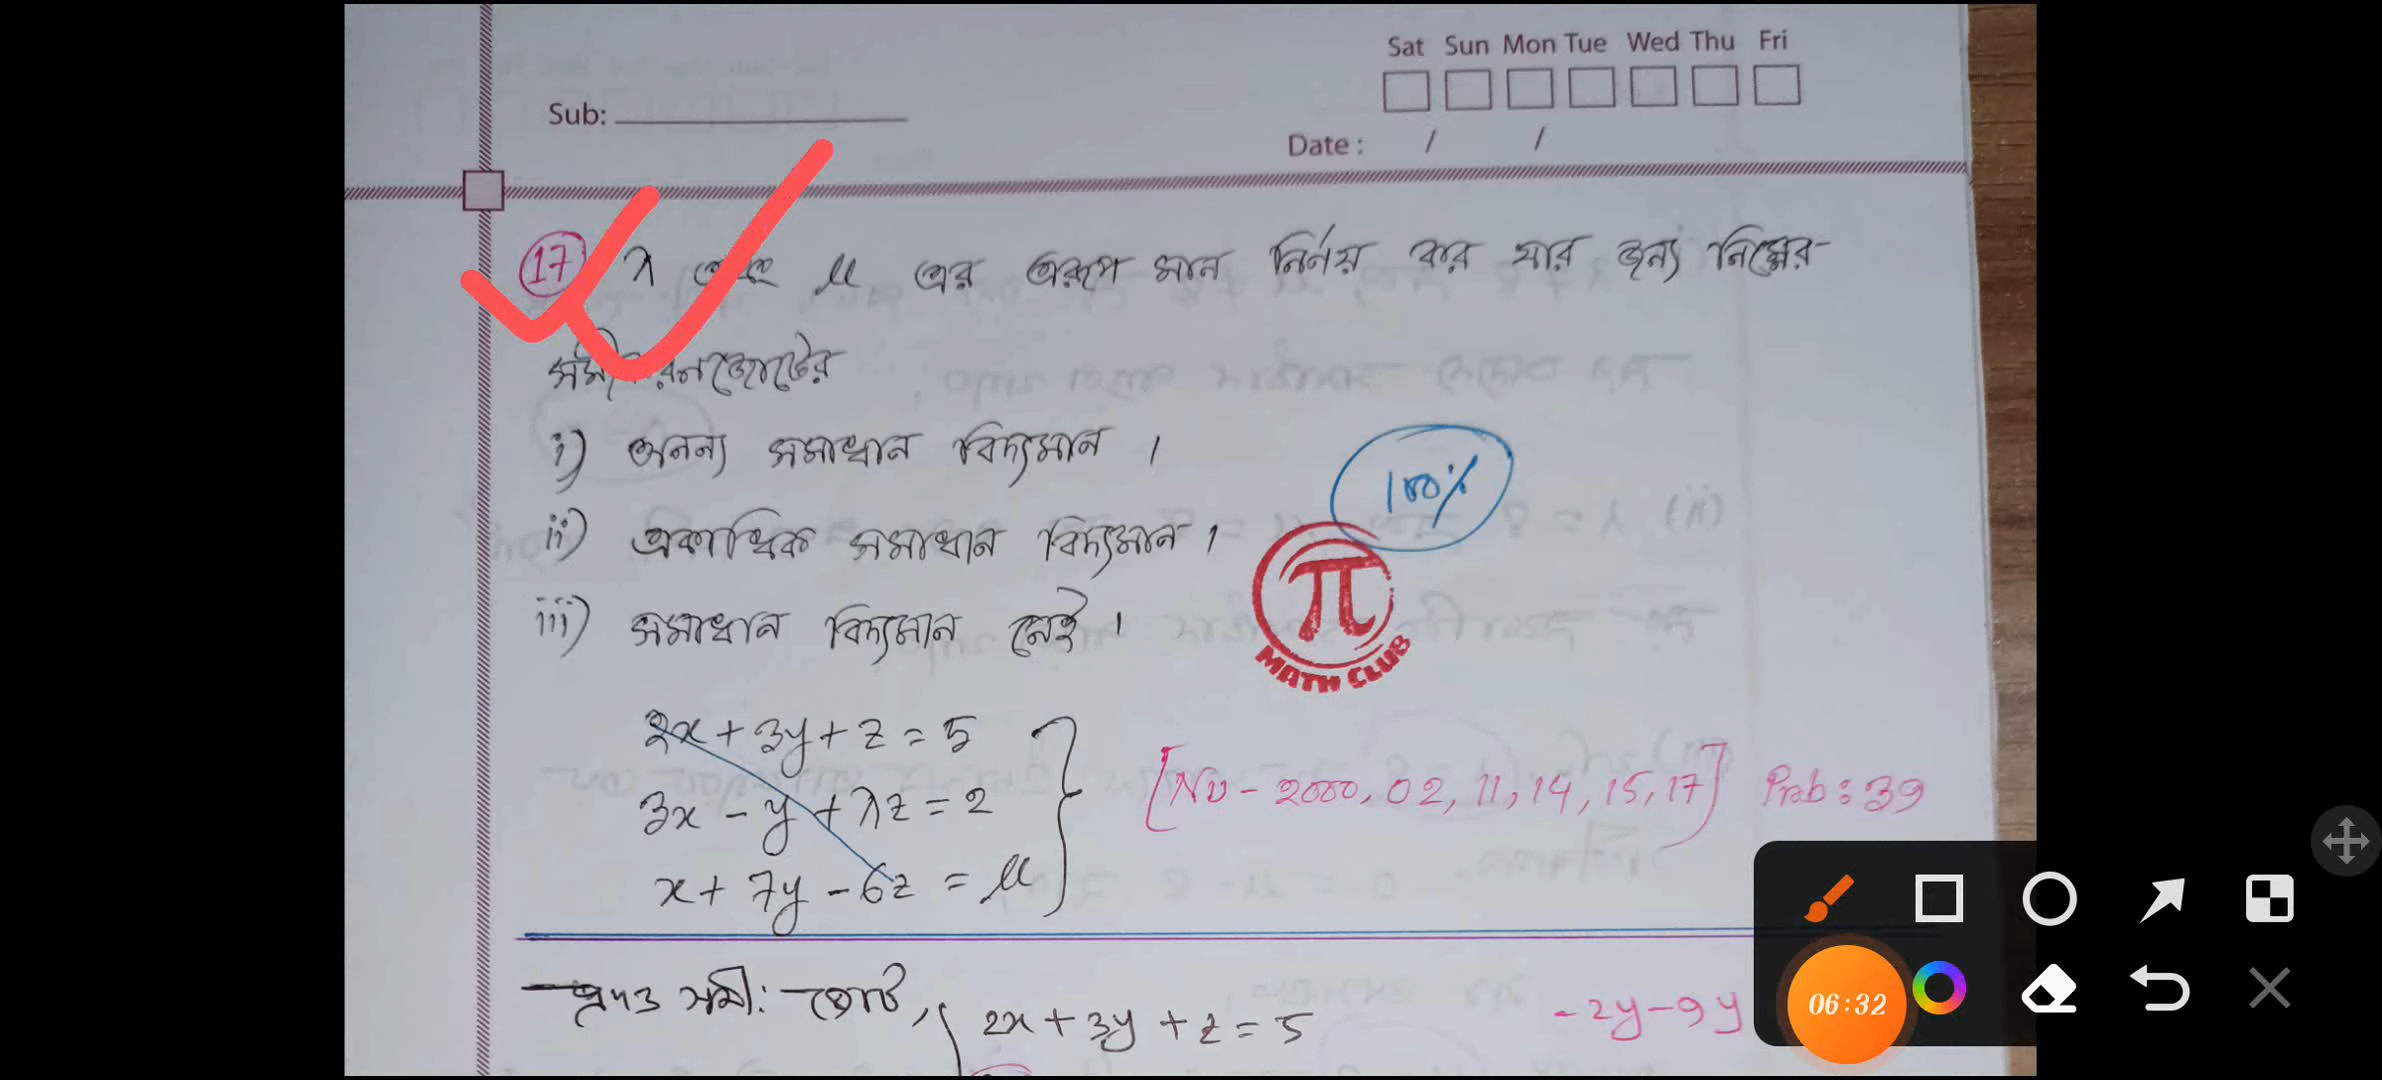 Sat Sun Mon Tue Wed Thu Fri
Sub:
Date : / /
17 λ এবং μ এর এরূপ মান নির্ণয় কর যার জন্য নিম্নের
সমীকরনজোটের
i) অনন্য সমাধান বিদ্যমান ।
100%
ii) একাধিক সমাধান বিদ্যমান ।
π
MATH CLUB
iii) সমাধান বিদ্যমান নেই ।
2x + 3y + z = 5
3x - y + λz = 2
[NU - 2000, 02, 11, 14, 15, 17] Prob: 39
x + 7y - 6z = μ
প্রদত্ত সমী: জোট,
2x + 3y + z = 5
- 2y - 9y
06:32